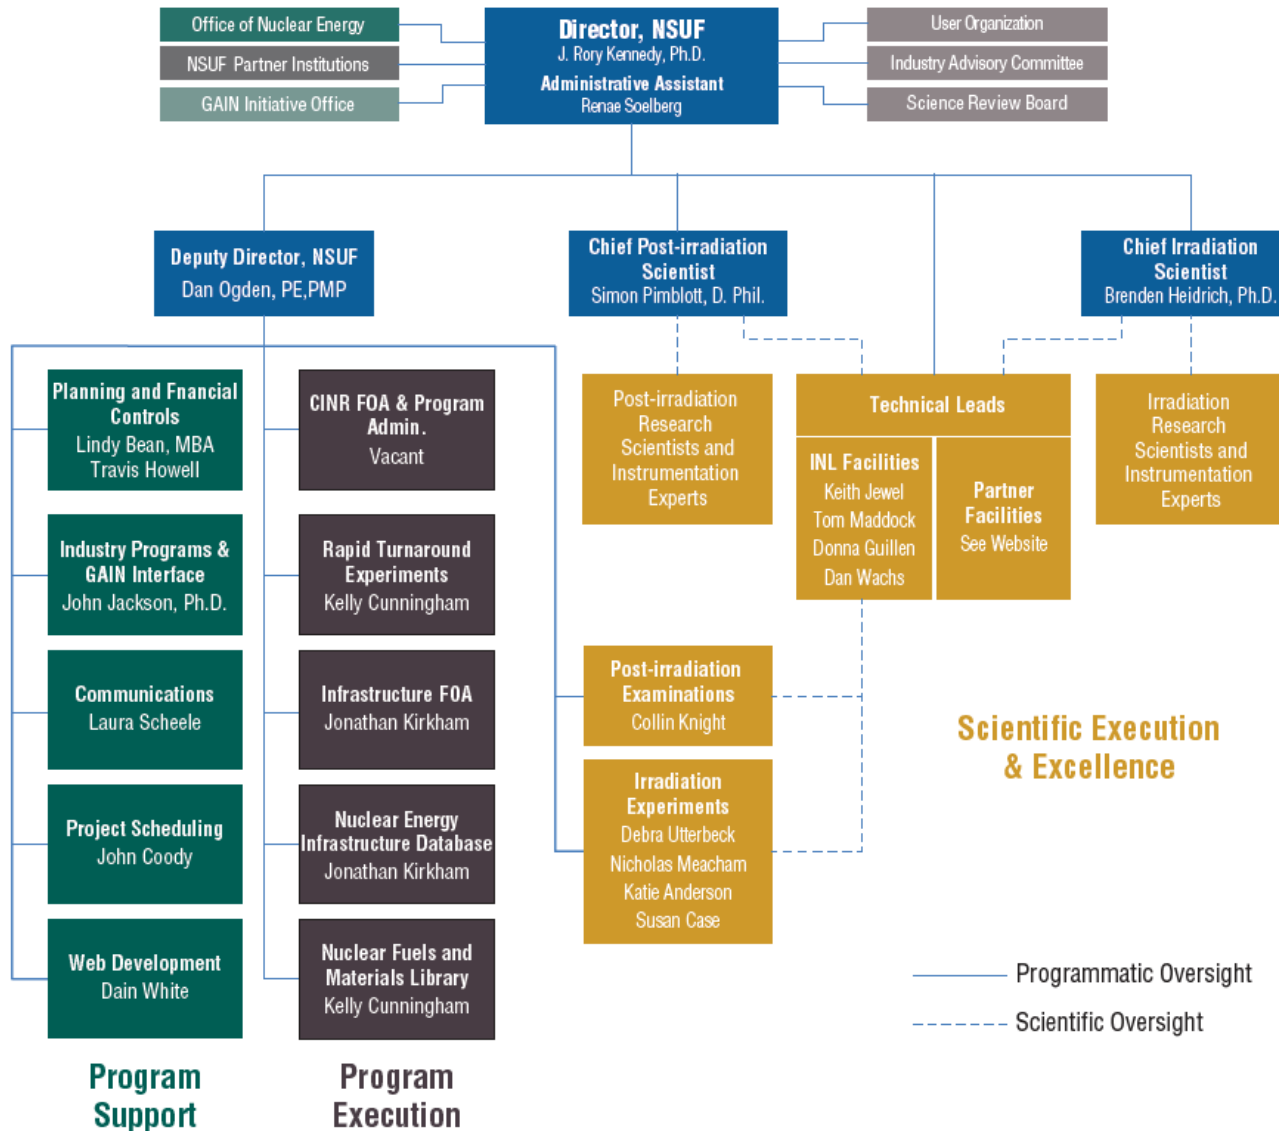 Office of Nuclear Energy
NSUF Partner Institutions
GAIN Initiative Office
Director, NSUF
J. Rory Kennedy, Ph.D.
Administrative Assistant
Renae Soelberg
User Organization
Industry Advisory Committee
Science Review Board
Deputy Director, NSUF
Dan Ogden, PE,PMP
Chief Post-irradiation
Scientist
Simon Pimblott, D. Phil.
Chief Irradiation
Scientist
Brenden Heidrich, Ph.D.
Planning and Fnancial
Controls
Lindy Bean, MBA
Travis Howell
Industry Programs &
GAIN Interface
John Jackson, Ph.D.
Communications
Laura Scheele
Project Scheduling
John Coody
Web Development
Dain White
Program
Support
CINR FOA & Program
Admin.
Vacant
Rapid Turnaround
Experiments
Kelly Cunningham
Infrastructure FOA
Jonathan Kirkham
Nuclear Energy
Infrastructure Database
Jonathan Kirkham
Nuclear Fuels and
Materials Library
Kelly Cunningham
Program
Execution
Post-irradiation
Research
Scientists and
Instrumentation
Experts
Technical Leads
INL Facilities
Keith Jewel
Tom Maddock
Donna Guillen
Dan Wachs
Partner
Facilities
See Website
Irradiation
Research
Scientists and
Instrumentation
Experts
Post-irradiation
Examinations
Collin Knight
Irradiation
Experiments
Debra Utterbeck
Nicholas Meacham
Katie Anderson
Susan Case
Scientific Execution
& Excellence
Programmatic Oversight
Scientific Oversight